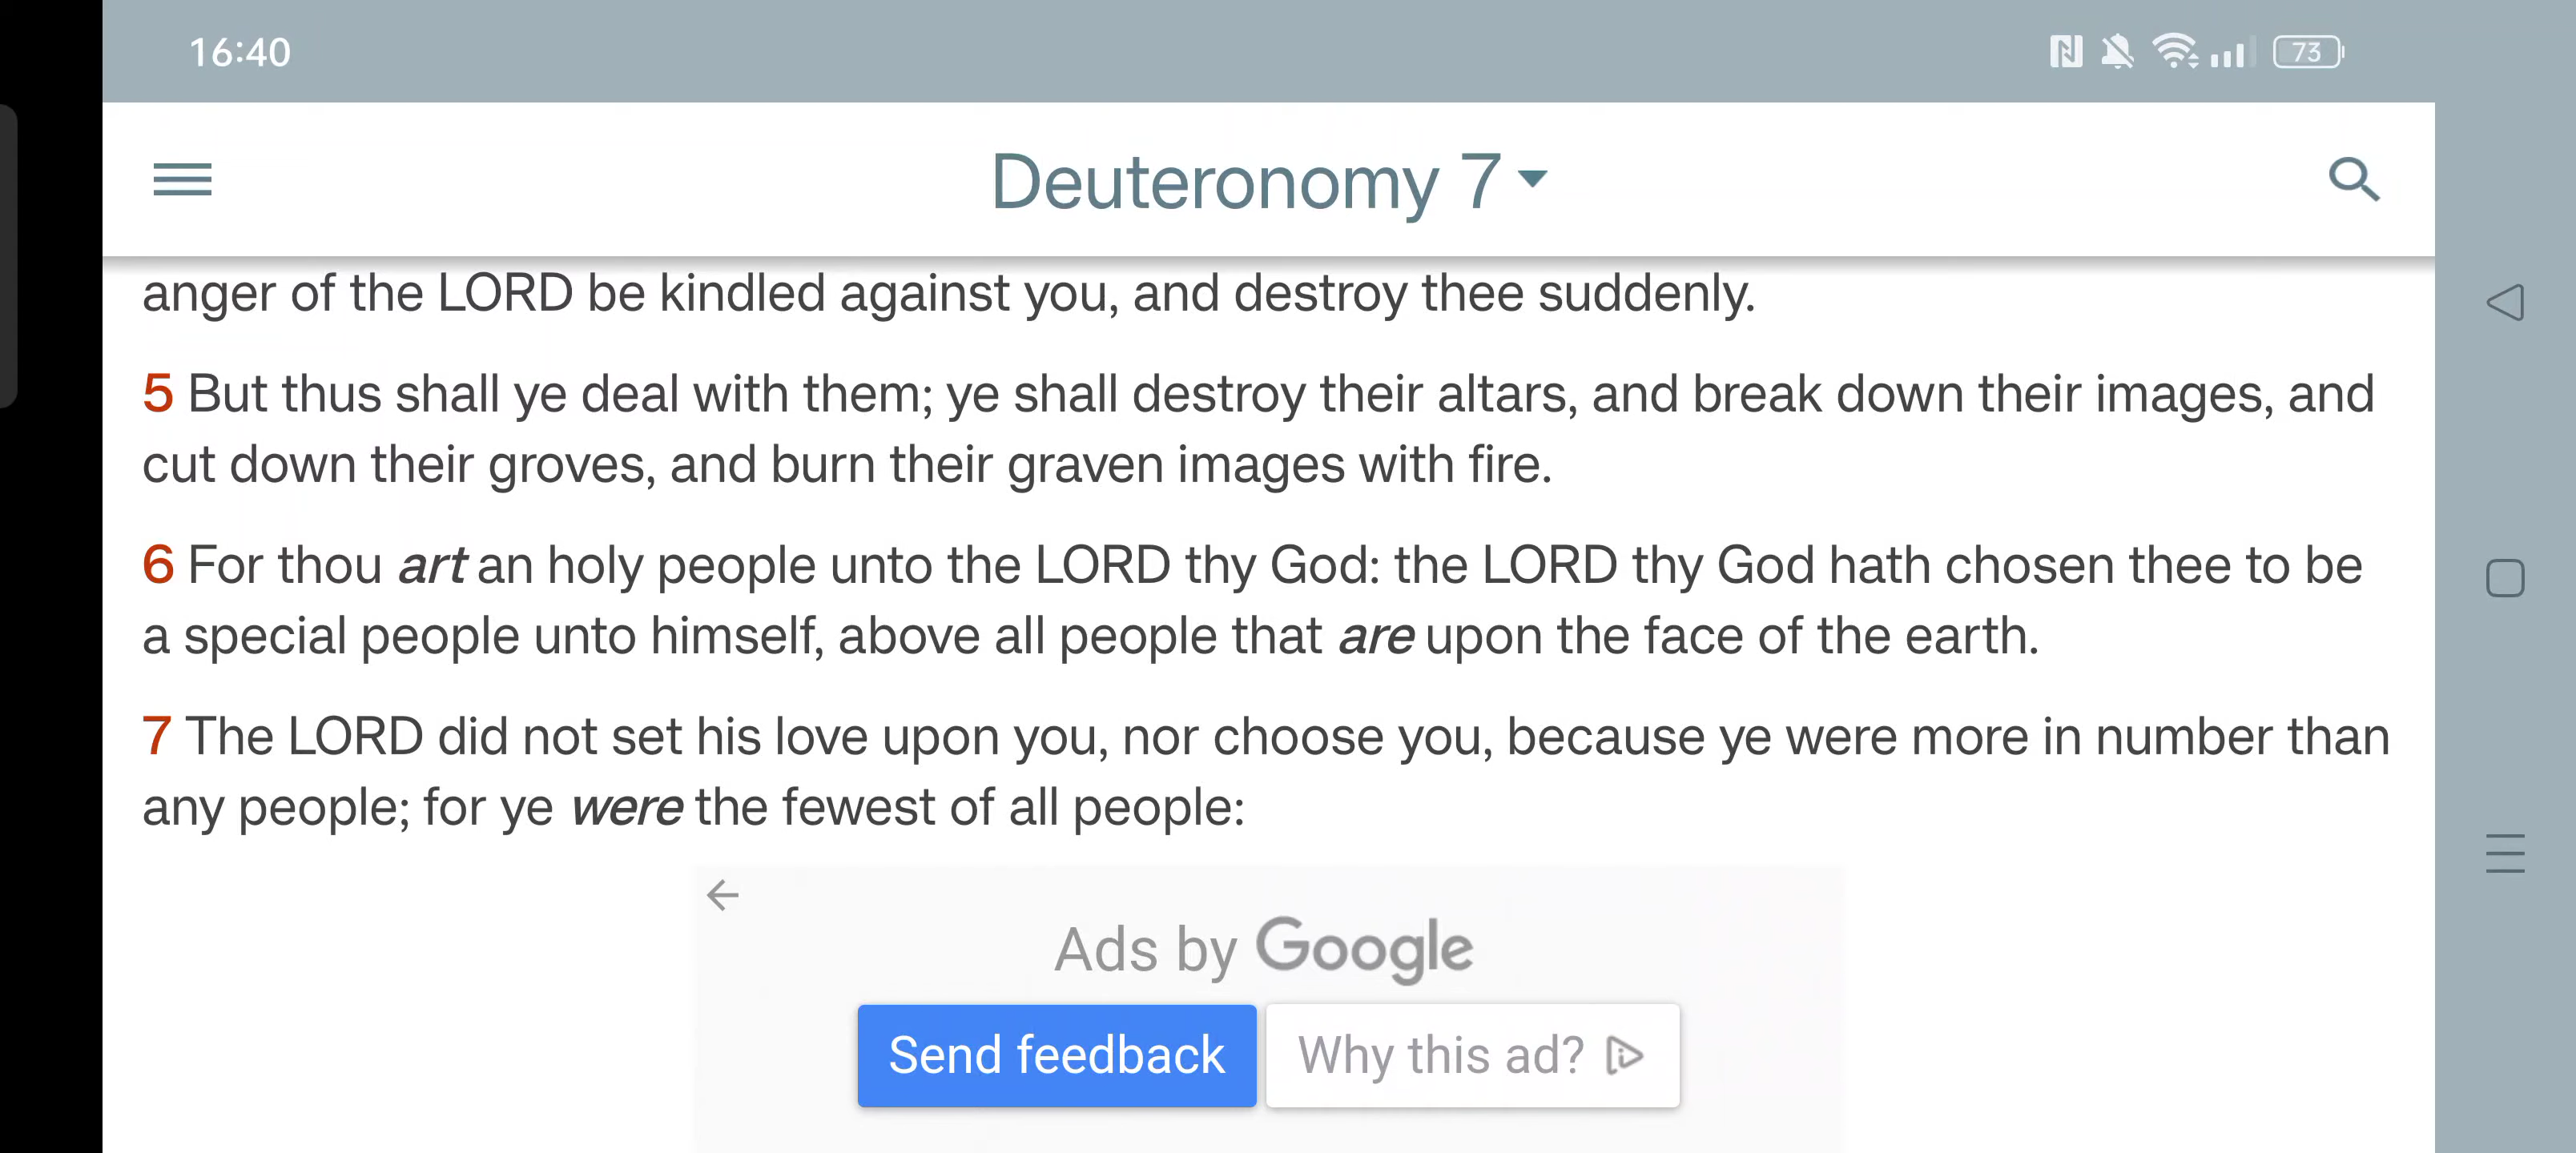 16:40
73
Deuteronomy 7
anger of the LORD be kindled against you, and destroy thee suddenly.
5 But thus shall ye deal with them; ye shall destroy their altars, and break down their images, and
cut down their groves, and burn their graven images with fire.
6 For thou art an holy people unto the LORD thy God: the LORD thy God hath chosen thee to be
a special people unto himself, above all people that are upon the face of the earth.
7 The LORD did not set his love upon you, nor choose you, because ye were more in number than
any people; for ye were the fewest of all people:
Ads by Google
Send feedback
Why this ad?